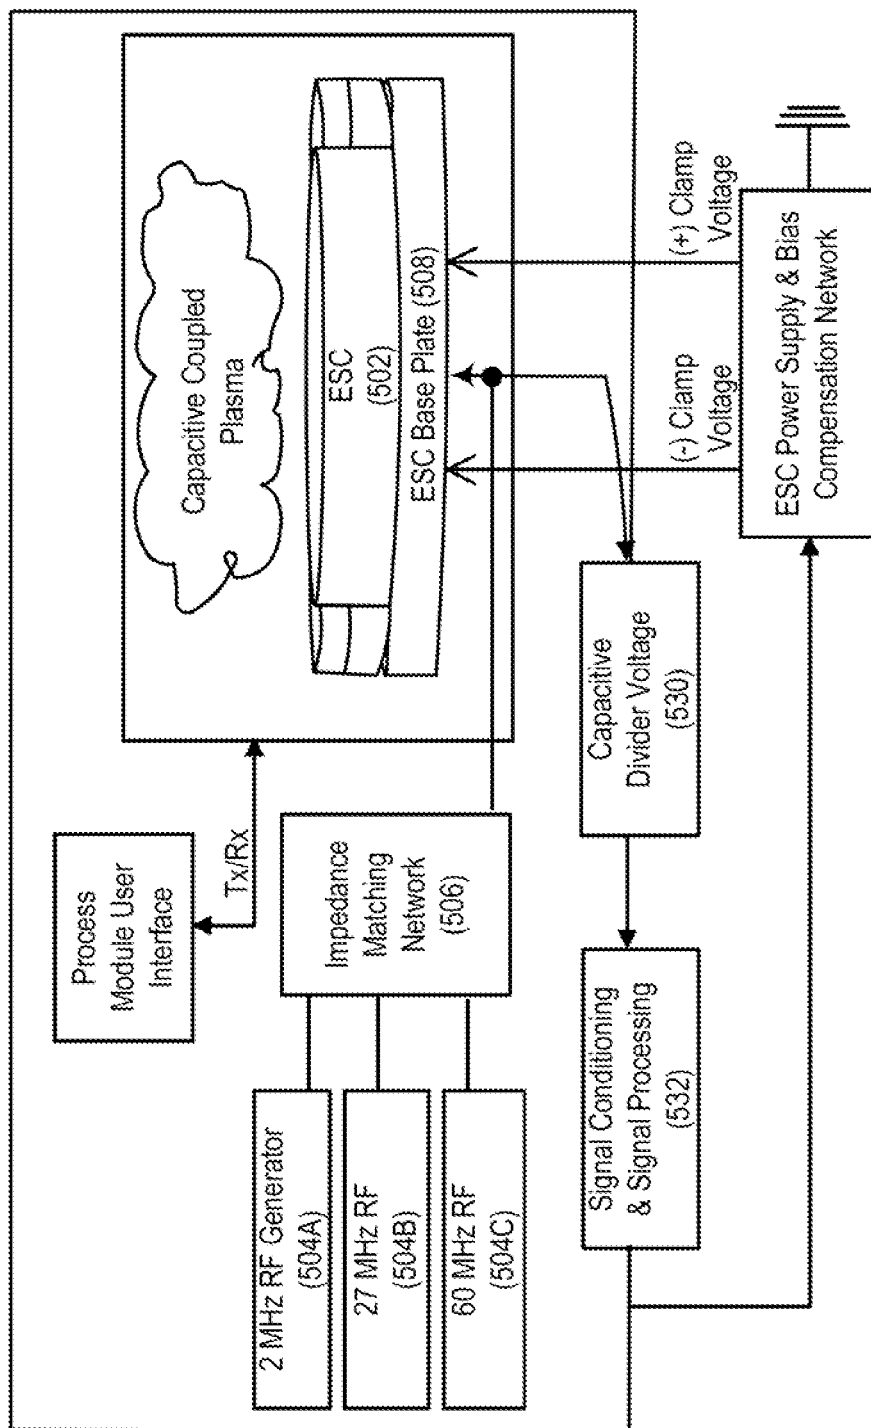 Process
Module User
Interface
Tx/Rx
Capacitive Coupled
Plasma
ESC
(502)
ESC Base Plate (508)
2 MHz RF Generator
(504A)
27 MHz RF
(504B)
60 MHz RF
(504C)
Impedance
Matching
Network
(506)
Signal Conditioning
& Signal Processing
(532)
Capacitive
Divider Voltage
(530)
(-) Clamp
Voltage
(+) Clamp
Voltage
ESC Power Supply & Bias
Compensation Network